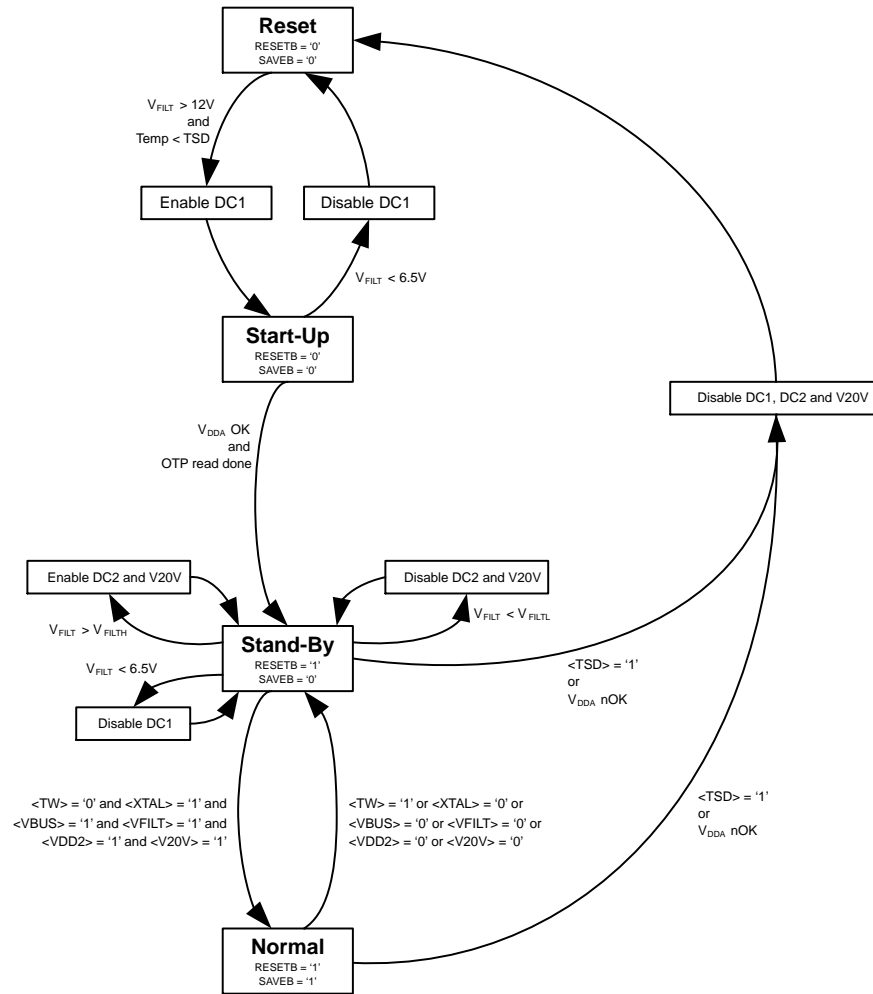 Reset
RESETB = ‘0’
SAVEB = ‘0’
VFILT > 12V
and
Temp < TSD
Enable DC1
Disable DC1
VFILT < 6.5V
Start-Up
RESETB = ‘0’
SAVEB = ‘0’
Disable DC1, DC2 and V20V
VDDA OK
and
OTP read done
Enable DC2 and V20V
Disable DC2 and V20V
VFILT > VFILTH
VFILT < VFILTL
Stand-By
RESETB = ‘1’
SAVEB = ‘0’
VFILT < 6.5V
Disable DC1
<TSD> = ‘1’
or
VDDA nOK
<TW> = ‘0’ and <XTAL> = ‘1’ and
<VBUS> = ‘1’ and <VFILT> = ‘1’ and
<VDD2> = ‘1’ and <V20V> = ‘1’
<TW> = ‘1’ or <XTAL> = ‘0’ or
<VBUS> = ‘0’ or <VFILT> = ‘0’ or
<VDD2> = ‘0’ or <V20V> = ‘0’
<TSD> = ‘1’
or
VDDA nOK
Normal
RESETB = ‘1’
SAVEB = ‘1’